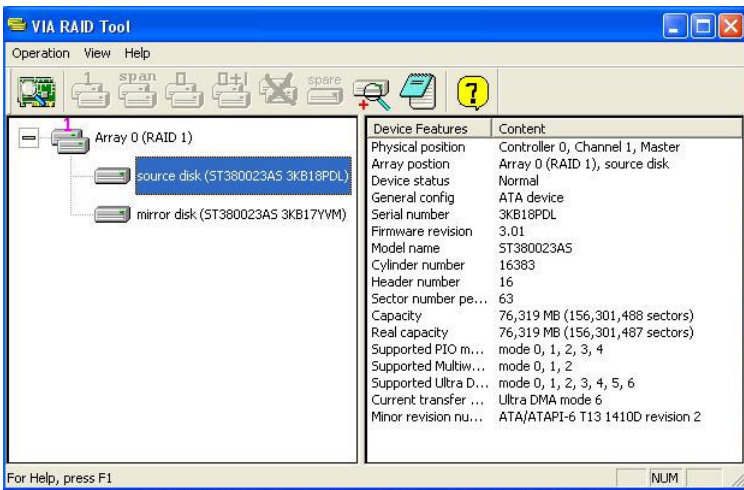 VIA RAID Tool
Operation View Help
1 span 0 0+1 spare ?
1
Array 0 (RAID 1)
source disk (ST380023AS 3KB18PDL)
mirror disk (ST380023AS 3KB17YVM)
Device Features Content
Physical position Controller 0, Channel 1, Master
Array postion Array 0 (RAID 1), source disk
Device status Normal
General config ATA device
Serial number 3KB18PDL
Firmware revision 3.01
Model name ST380023AS
Cylinder number 16383
Header number 16
Sector number pe... 63
Capacity 76,319 MB (156,301,488 sectors)
Real capacity 76,319 MB (156,301,487 sectors)
Supported PIO m... mode 0, 1, 2, 3, 4
Supported Multiw... mode 0, 1, 2
Supported Ultra D... mode 0, 1, 2, 3, 4, 5, 6
Current transfer ... Ultra DMA mode 6
Minor revision nu... ATA/ATAPI-6 T13 1410D revision 2
For Help, press F1 NUM